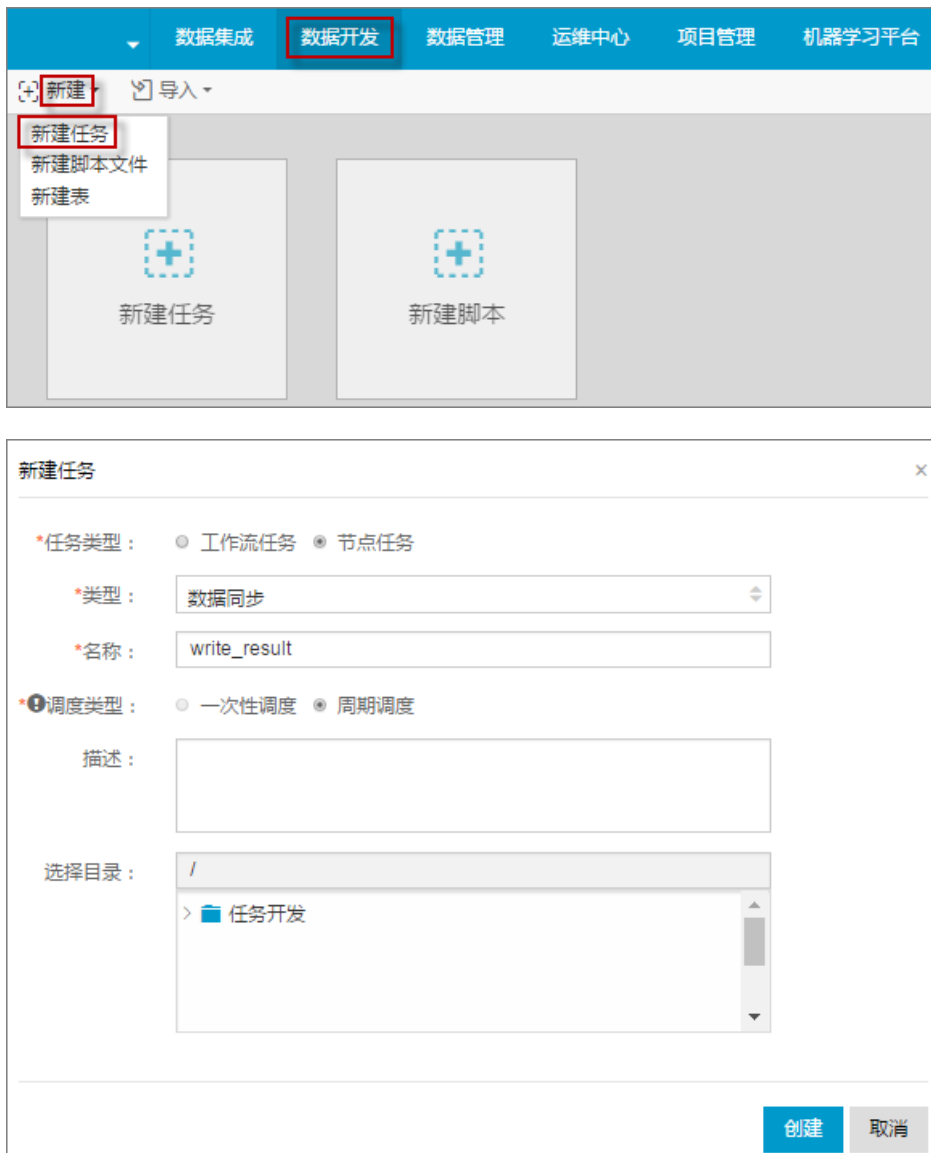 数据集成 数据开发 数据管理 运维中心 项目管理 机器学习平台
新建 导入
新建任务
新建脚本文件
新建表
新建任务 新建脚本
新建任务
*任务类型： 工作流任务 节点任务
*类型： 数据同步
*名称： write_result
*调度类型： 一次性调度 周期调度
描述：
选择目录： /
任务开发
创建 取消